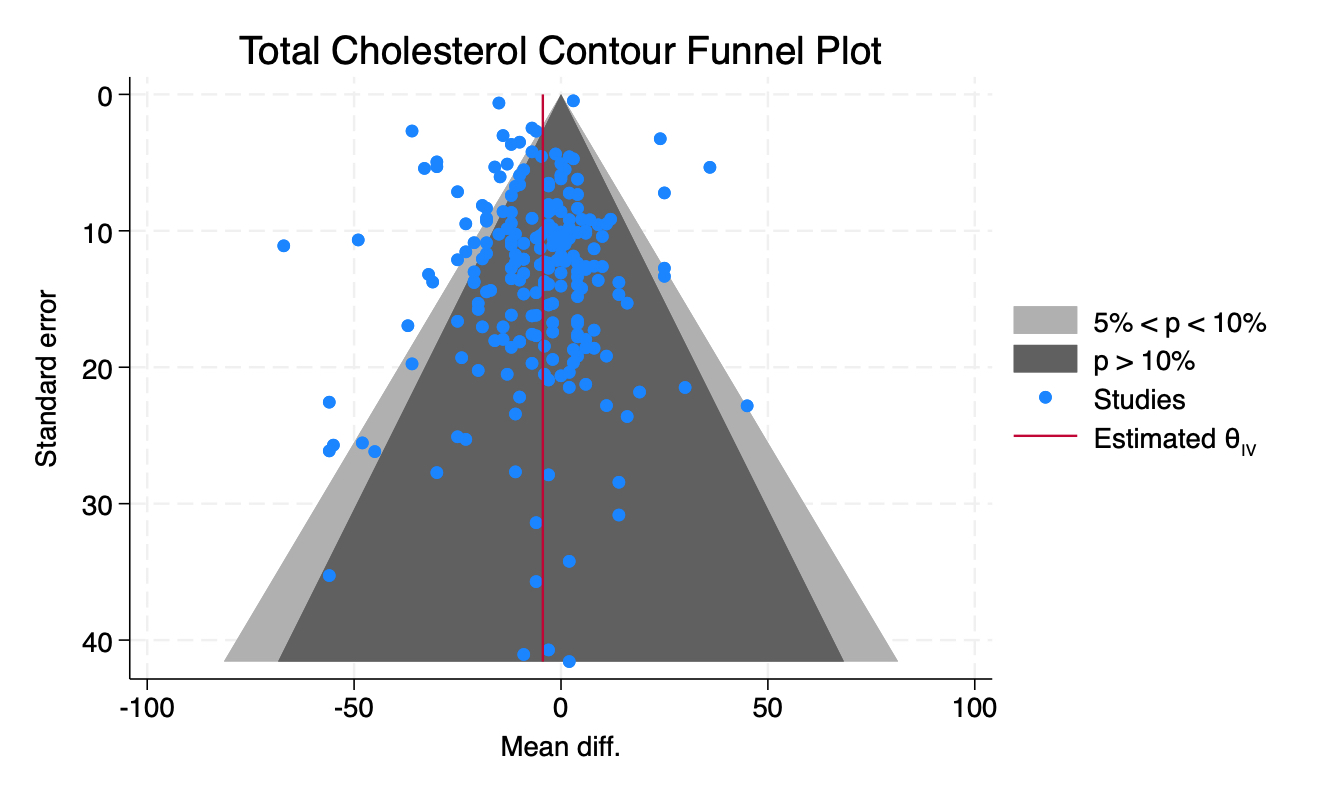 Total Cholesterol Contour Funnel Plot
0
10
20
30
40
Standard error
-100 -50 0 50 100
Mean diff.
5% < p < 10%
p > 10%
Studies
Estimated θIV